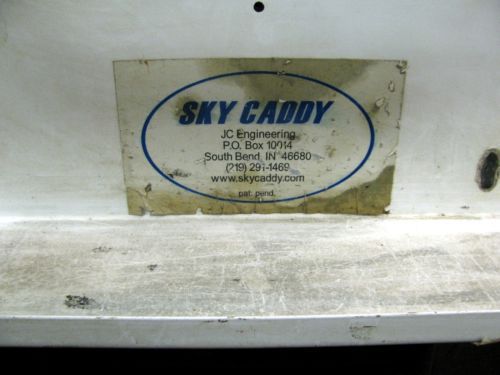 SKY CADDY
JC Engineering
P.O. Box 10014
South Bend, IN 46680
(219) 291-1469
www.skycaddy.com
pat. pend.